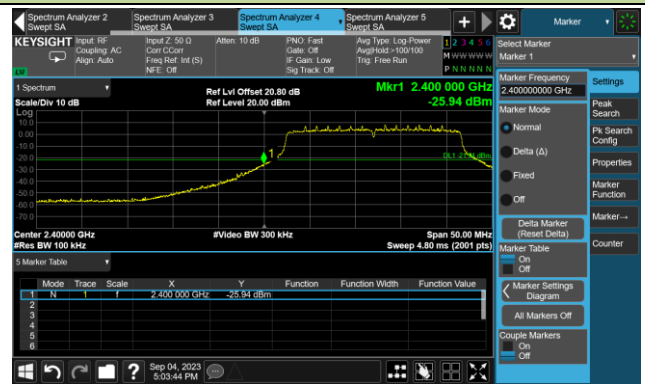 Spectrum Analyzer 2
Swept SA
Spectrum Analyzer 3
Swept SA
Spectrum Analyzer 4
Swept SA
Spectrum Analyzer 5
Swept SA
+
Marker
KEYSIGHT
Input: RF
Coupling: AC
Align: Auto
Input Z: 50 Ω
Corr CCorr
Freq Ref: Int (S)
NFE: Off
Atten: 10 dB
PNO: Fast
Gate: Off
IF Gain: Low
Sig Track: Off
Avg Type: Log-Power
Avg|Hold:>100/100
Trig: Free Run
1 2 3 4 5 6
M W W W W W
P N N N N N
LXI
Select Marker
Marker 1
1 Spectrum
Scale/Div 10 dB
Ref Lvl Offset 20.80 dB
Ref Level 20.00 dBm
Mkr1 2.400 000 GHz
-25.94 dBm
Log
10.0
0.00
-10.0
-20.0
-30.0
-40.0
-50.0
-60.0
-70.0
1
Center 2.40000 GHz
#Res BW 100 kHz
#Video BW 300 kHz
Span 50.00 MHz
Sweep 4.80 ms (2001 pts)
5 Marker Table
Mode Trace Scale X Y Function Function Width Function Value
1 N 1 f 2.400 000 GHz -25.94 dBm
2
3
4
5
6
Marker Frequency
2.400000000 GHz
Marker Mode
Normal
Delta (Δ)
Fixed
Off
Delta Marker
(Reset Delta)
Marker Table
On
Off
Marker Settings
Diagram
All Markers Off
Couple Markers
On
Off
Settings
Peak
Search
Pk Search
Config
Properties
Marker
Function
Marker→
Counter
?
Sep 04, 2023
5:03:44 PM